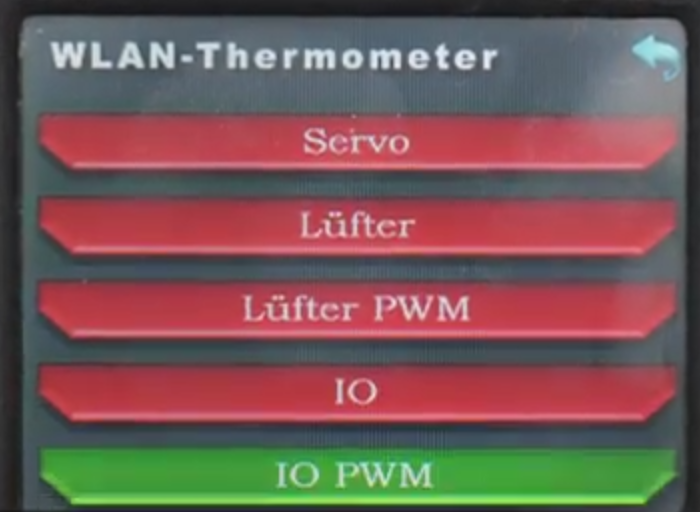 WLAN-Thermometer
Servo
Lüfter
Lüfter PWM
IO
IO PWM